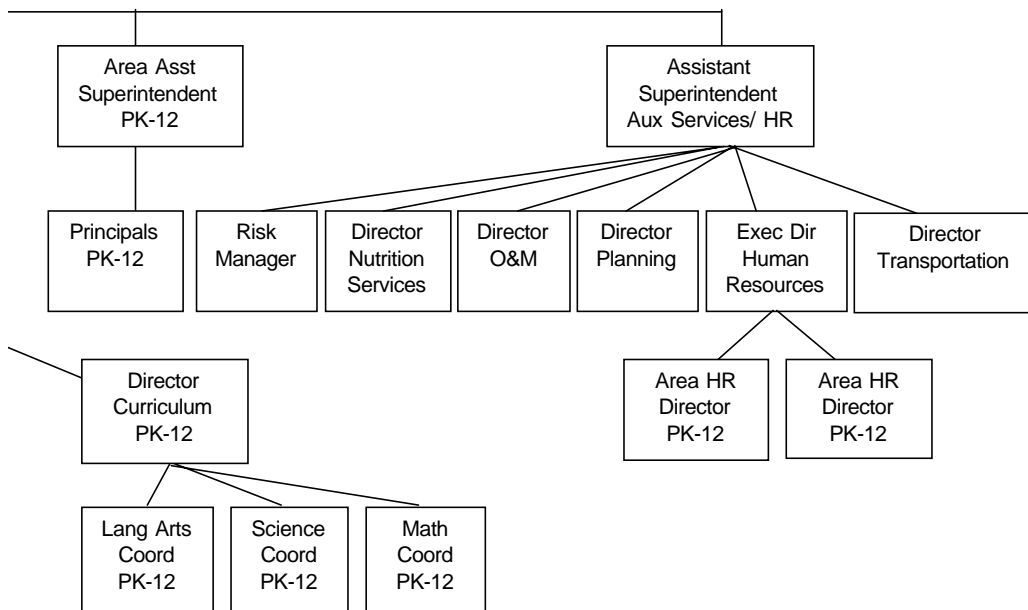 Area Asst
Superintendent
PK-12
Assistant
Superintendent
Aux Services/ HR
Principals
PK-12
Risk
Manager
Director
Nutrition
Services
Director
O&M
Director
Planning
Exec Dir
Human
Resources
Director
Transportation
Director
Curriculum
PK-12
Area HR
Director
PK-12
Area HR
Director
PK-12
Lang Arts
Coord
PK-12
Science
Coord
PK-12
Math
Coord
PK-12